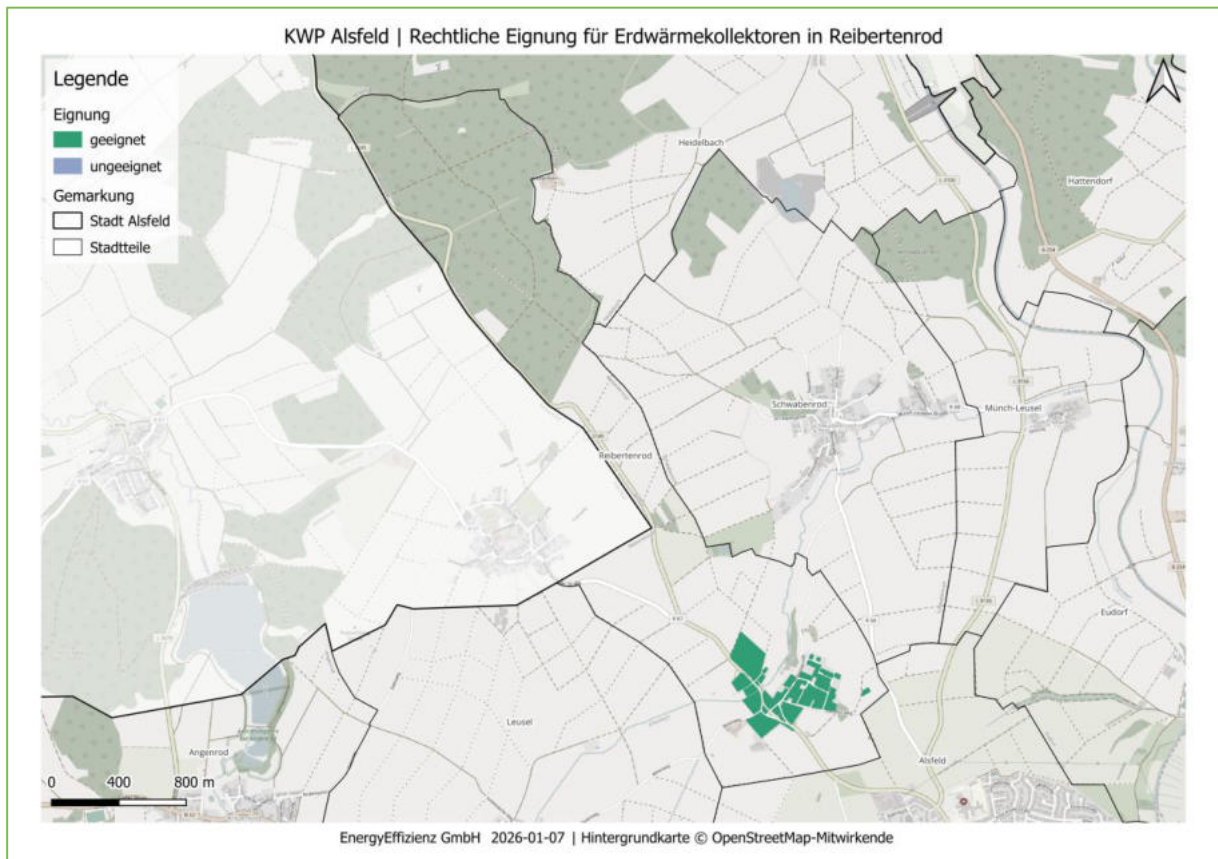 KWP Alsfeld | Rechtliche Eignung für Erdwärmekollektoren in Reibertenrod
Legende
Eignung
geeignet
ungeeignet
Gemarkung
Stadt Alsfeld
Stadtteile
Heidelbach
Hattendorf
Schwabenrod
Münch-Leusel
Reibertenrod
Eudorf
Leusel
Angenrod
Alsfeld
0 400 800 m
EnergyEffizienz GmbH 2026-01-07 | Hintergrundkarte © OpenStreetMap-Mitwirkende